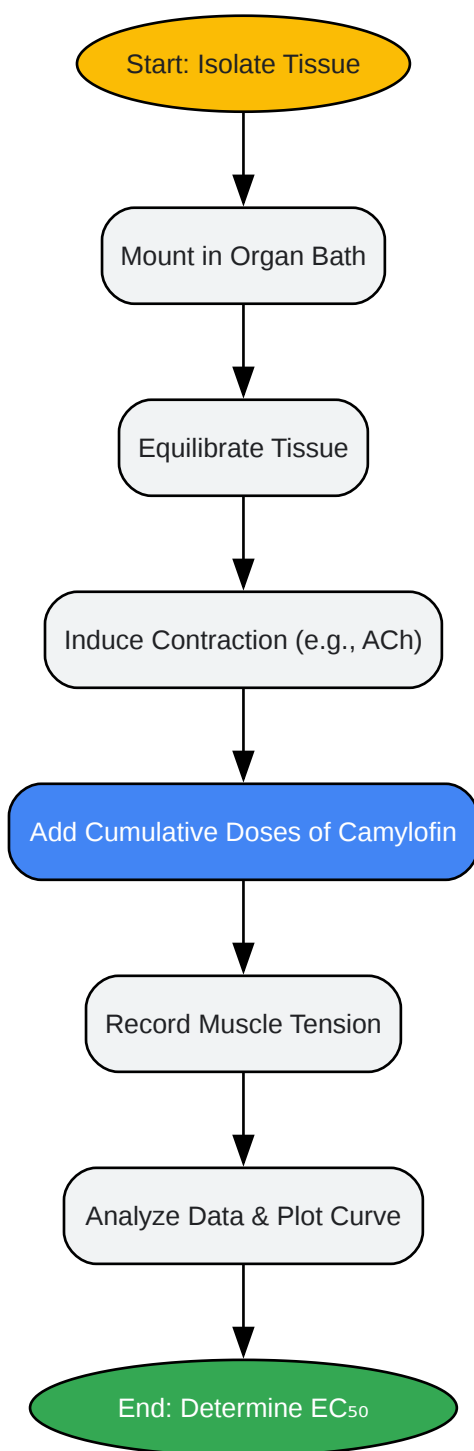 Start: Isolate Tissue
Mount in Organ Bath
Equilibrate Tissue
Induce Contraction (e.g., ACh)
Add Cumulative Doses of Camylofin
Record Muscle Tension
Analyze Data & Plot Curve
End: Determine EC₅₀